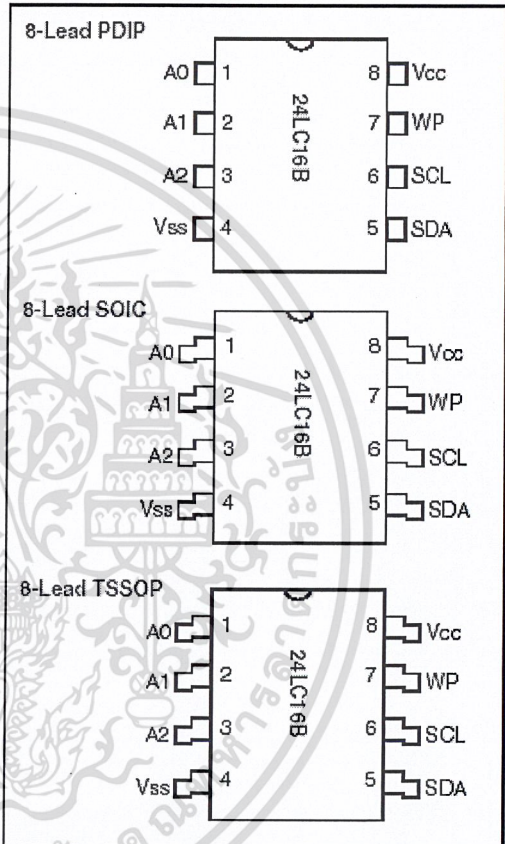 8-Lead PDIP
A0 1 8 Vcc
A1 2 7 WP
A2 3 6 SCL
Vss 4 5 SDA
24LC16B
8-Lead SOIC
A0 1 8 Vcc
A1 2 7 WP
A2 3 6 SCL
Vss 4 5 SDA
24LC16B
8-Lead TSSOP
A0 1 8 Vcc
A1 2 7 WP
A2 3 6 SCL
Vss 4 5 SDA
24LC16B